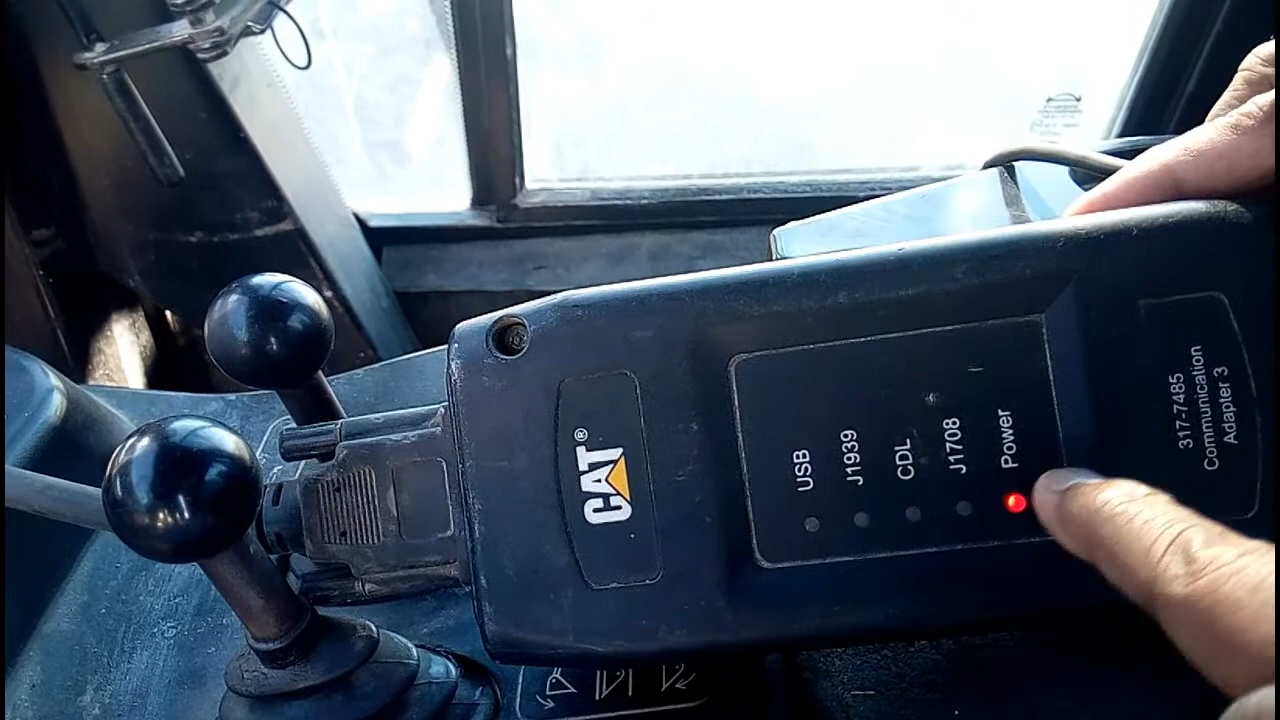 CAT®
USB
J1939
CDL
J1708
Power
317-7485
Communication
Adapter 3